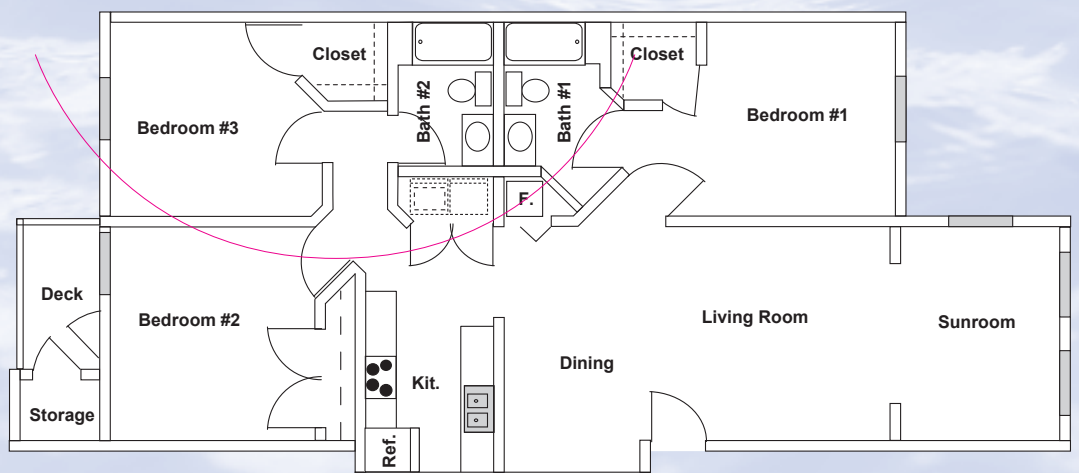 Closet
Bath #2
Bath #1
Closet
Bedroom #3
Bedroom #1
F.
Deck
Bedroom #2
Living Room
Sunroom
Dining
Kit.
Storage
Ref.